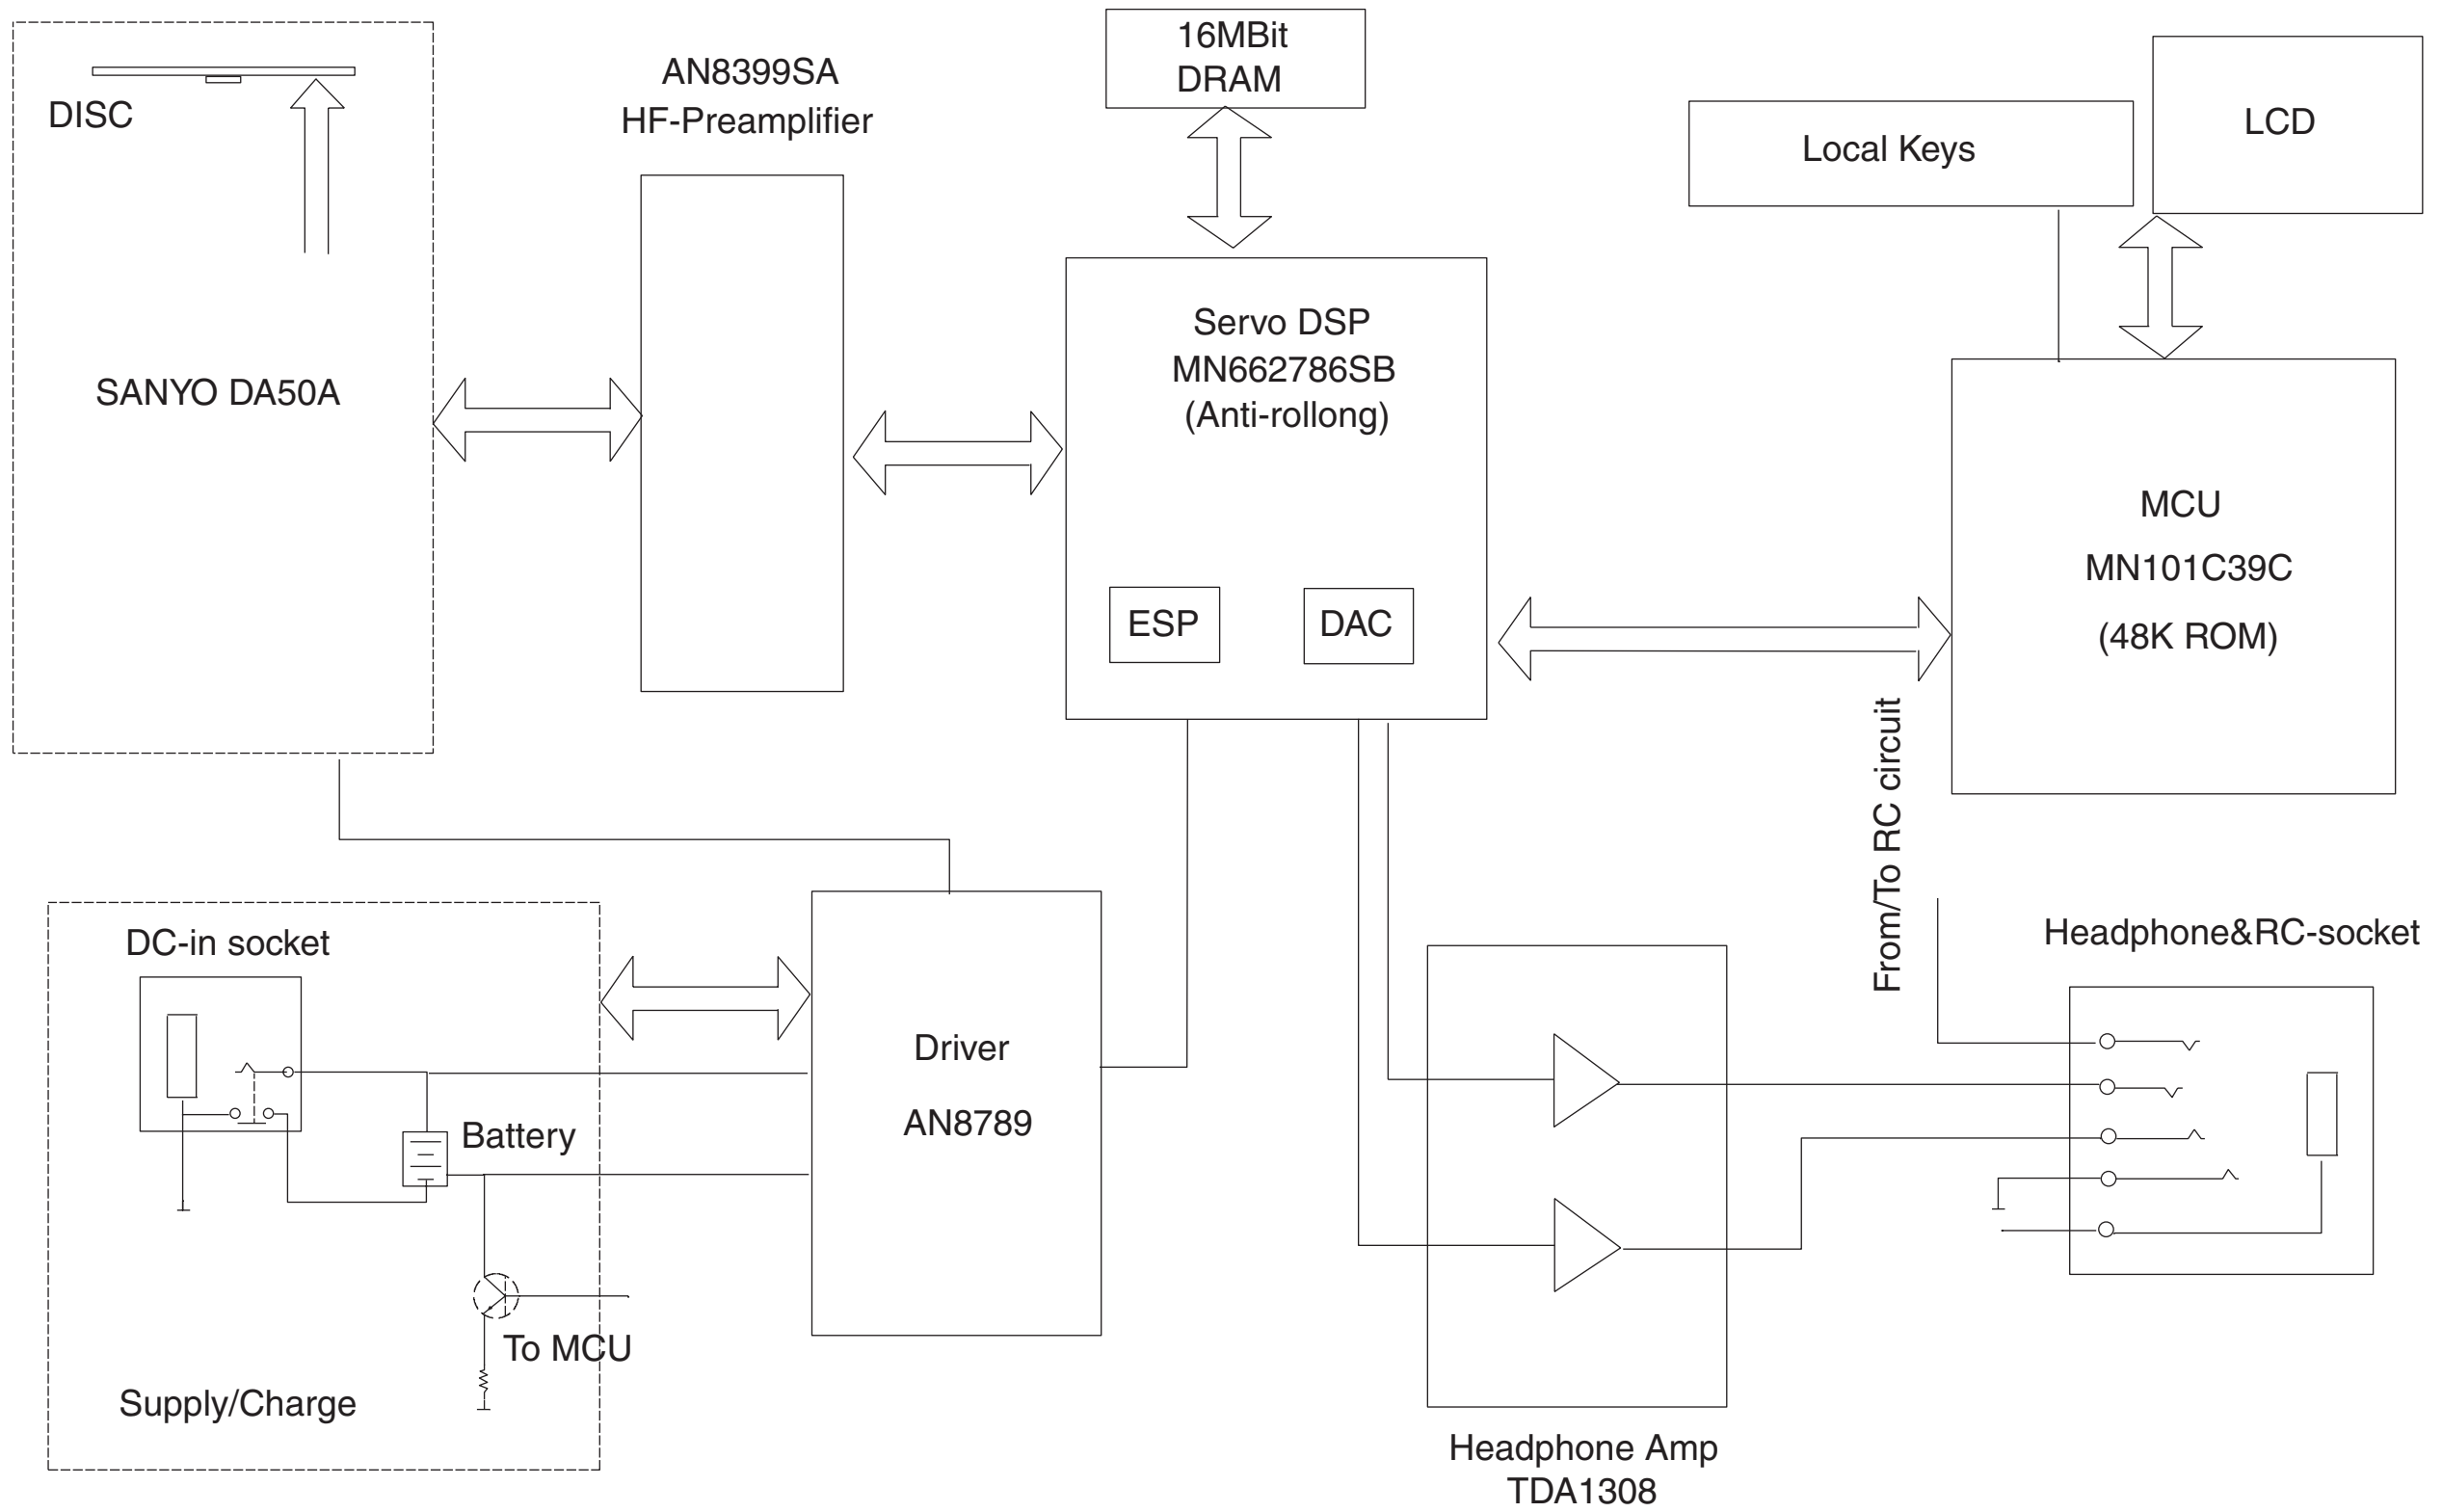 16MBit
DRAM
AN8399SA
HF-Preamplifier
DISC
LCD
Local Keys
Servo DSP
MN662786SB
(Anti-rollong)
SANYO DA50A
MCU
MN101C39C
(48K ROM)
ESP
DAC
From/To RC circuit
Headphone&RC-socket
DC-in socket
Driver
AN8789
Battery
To MCU
Supply/Charge
Headphone Amp
TDA1308